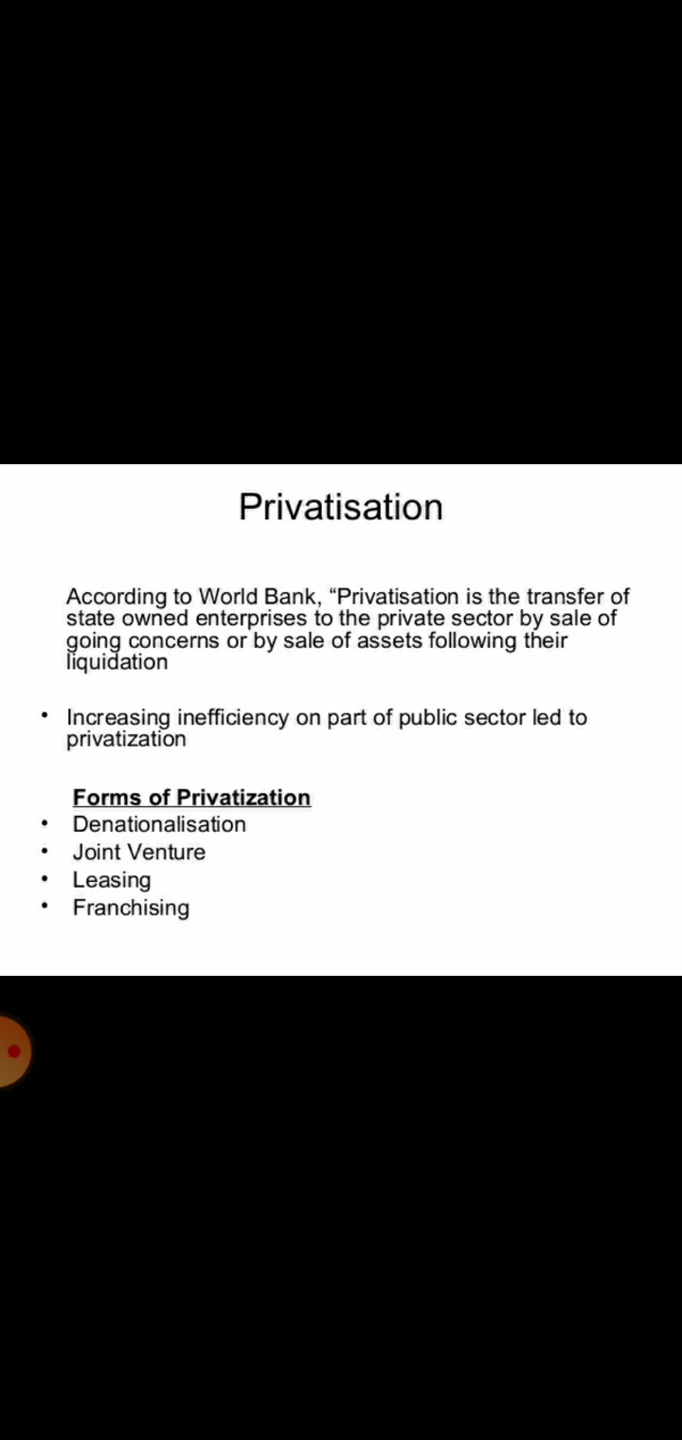 Privatisation
According to World Bank, “Privatisation is the transfer of
state owned enterprises to the private sector by sale of
going concerns or by sale of assets following their
liquidation
• Increasing inefficiency on part of public sector led to
privatization
Forms of Privatization
• Denationalisation
• Joint Venture
• Leasing
• Franchising